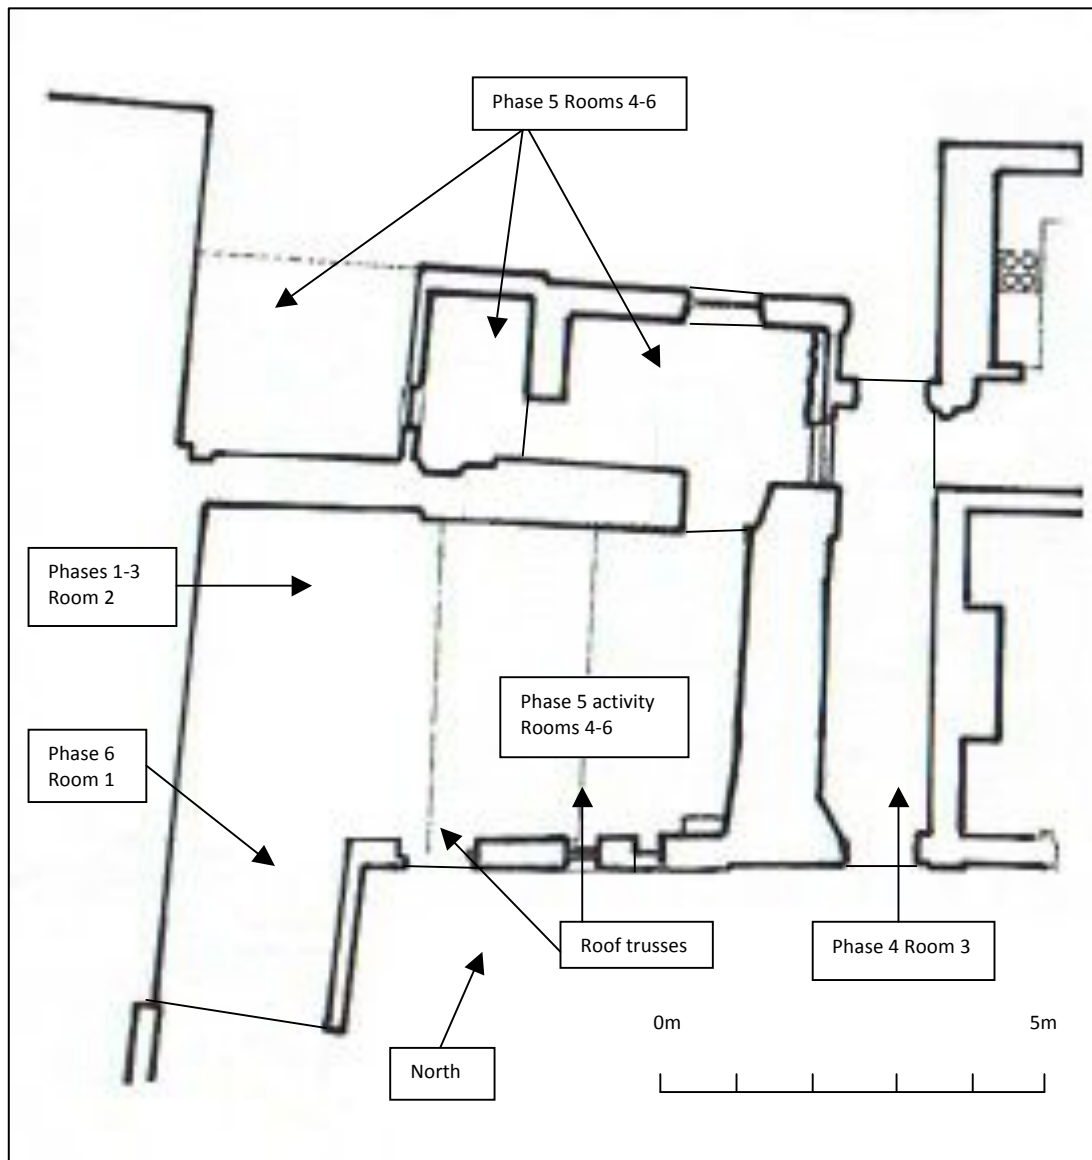 Phase 5 Rooms 4-6
Phases 1-3
Room 2
Phase 5 activity
Rooms 4-6
Phase 6
Room 1
Roof trusses
Phase 4 Room 3
North
0m
5m